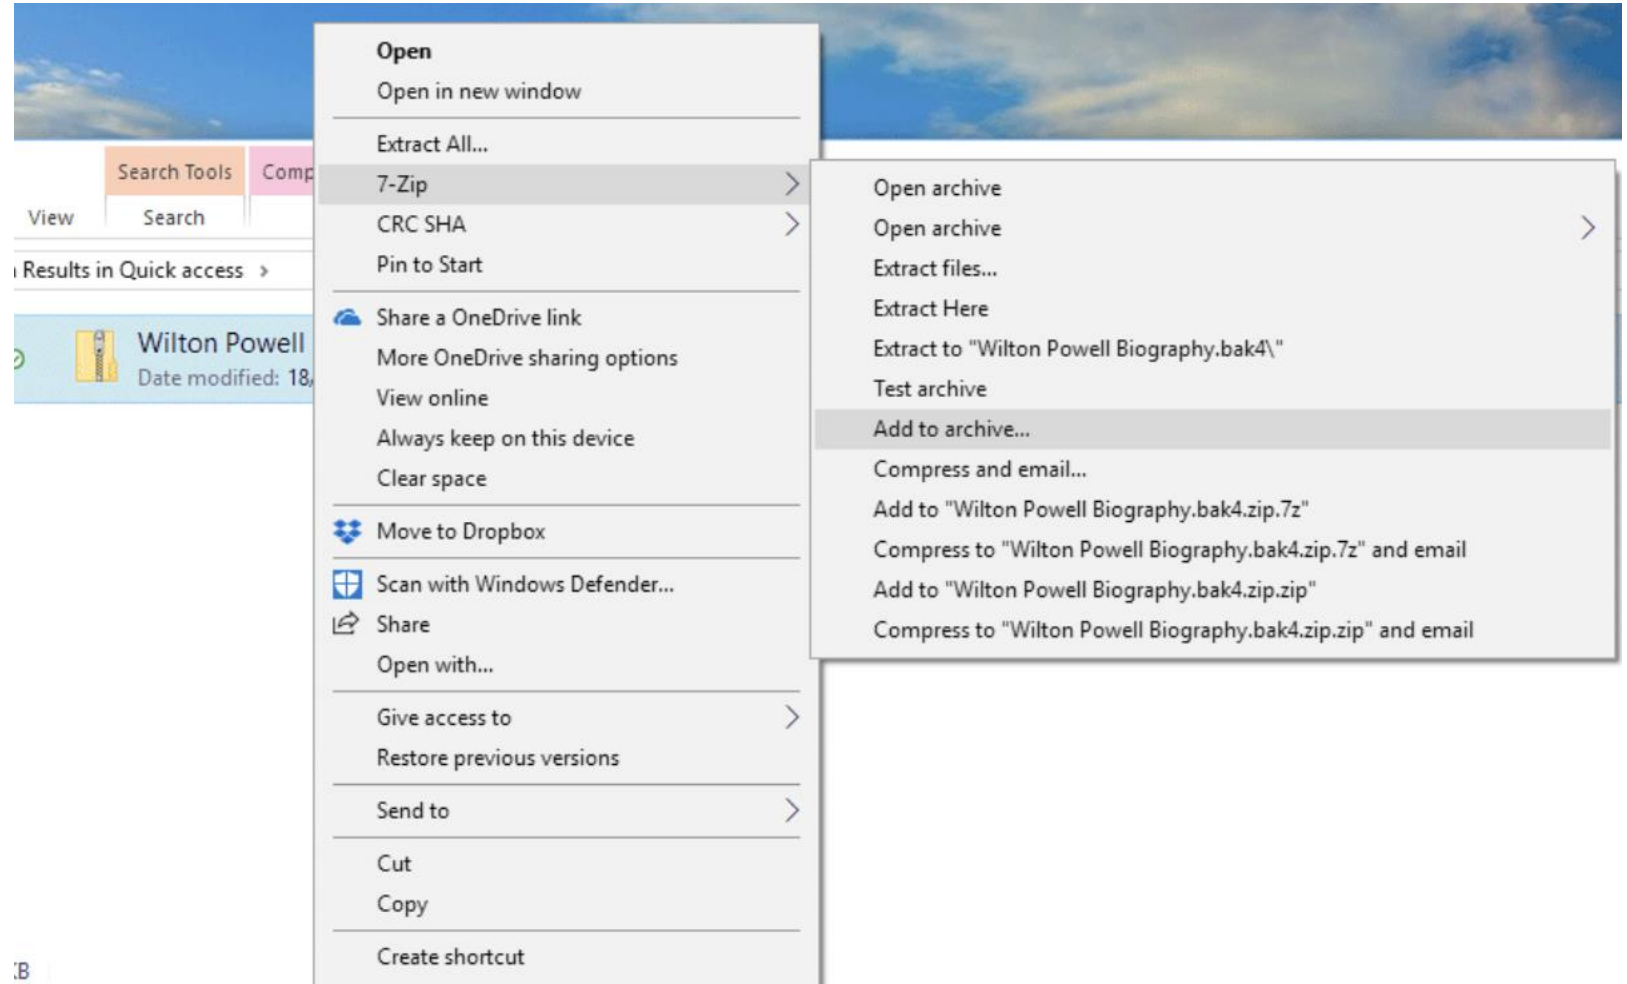 Search Tools
Comp
View
Search
Results in Quick access
Wilton Powell
Date modified: 18/
KB
Open
Open in new window
Extract All...
7-Zip
CRC SHA
Pin to Start
Share a OneDrive link
More OneDrive sharing options
View online
Always keep on this device
Clear space
Move to Dropbox
Scan with Windows Defender...
Share
Open with...
Give access to
Restore previous versions
Send to
Cut
Copy
Create shortcut
Open archive
Open archive
Extract files...
Extract Here
Extract to "Wilton Powell Biography.bak4\"
Test archive
Add to archive...
Compress and email...
Add to "Wilton Powell Biography.bak4.zip.7z"
Compress to "Wilton Powell Biography.bak4.zip.7z" and email
Add to "Wilton Powell Biography.bak4.zip.zip"
Compress to "Wilton Powell Biography.bak4.zip.zip" and email